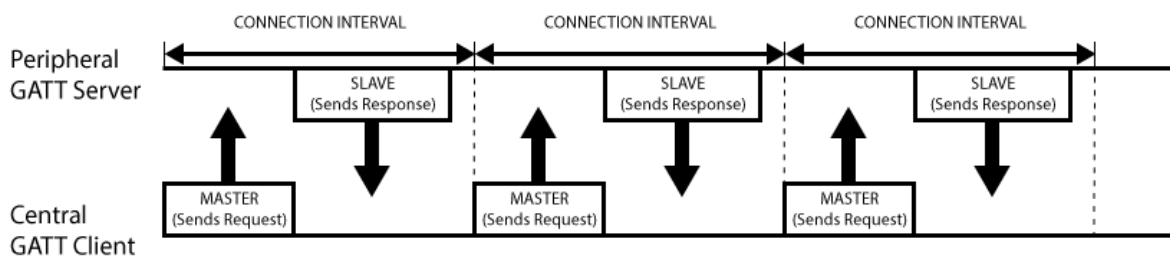 CONNECTION INTERVAL
CONNECTION INTERVAL
CONNECTION INTERVAL
Peripheral
GATT Server
SLAVE
(Sends Response)
SLAVE
(Sends Response)
SLAVE
(Sends Response)
Central
GATT Client
MASTER
(Sends Request)
MASTER
(Sends Request)
MASTER
(Sends Request)